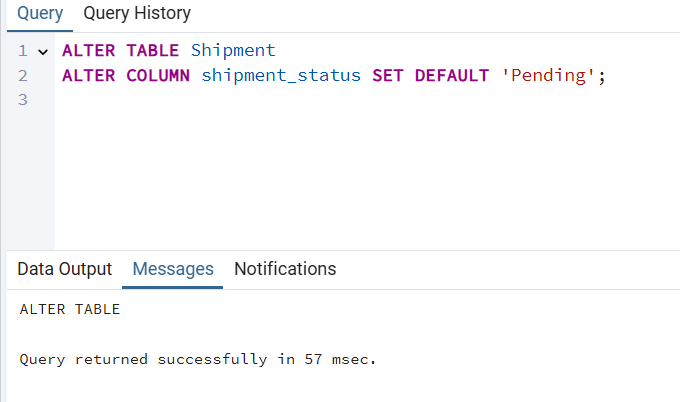 Query Query History
1 ALTER TABLE Shipment
2 ALTER COLUMN shipment_status SET DEFAULT 'Pending';
3
Data Output Messages Notifications
ALTER TABLE
Query returned successfully in 57 msec.